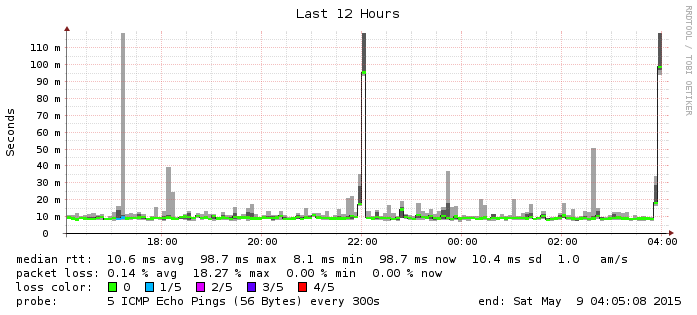 Last 12 Hours
RRDTOOL / TOBI OETIKER
Seconds
110 m
100 m
90 m
80 m
70 m
60 m
50 m
40 m
30 m
20 m
10 m
0
18:00 20:00 22:00 00:00 02:00 04:00
median rtt: 10.6 ms avg 98.7 ms max 8.1 ms min 98.7 ms now 10.4 ms sd 1.0 am/s
packet loss: 0.14 % avg 18.27 % max 0.00 % min 0.00 % now
loss color: 0 1/5 2/5 3/5 4/5
probe: 5 ICMP Echo Pings (56 Bytes) every 300s end: Sat May 9 04:05:08 2015